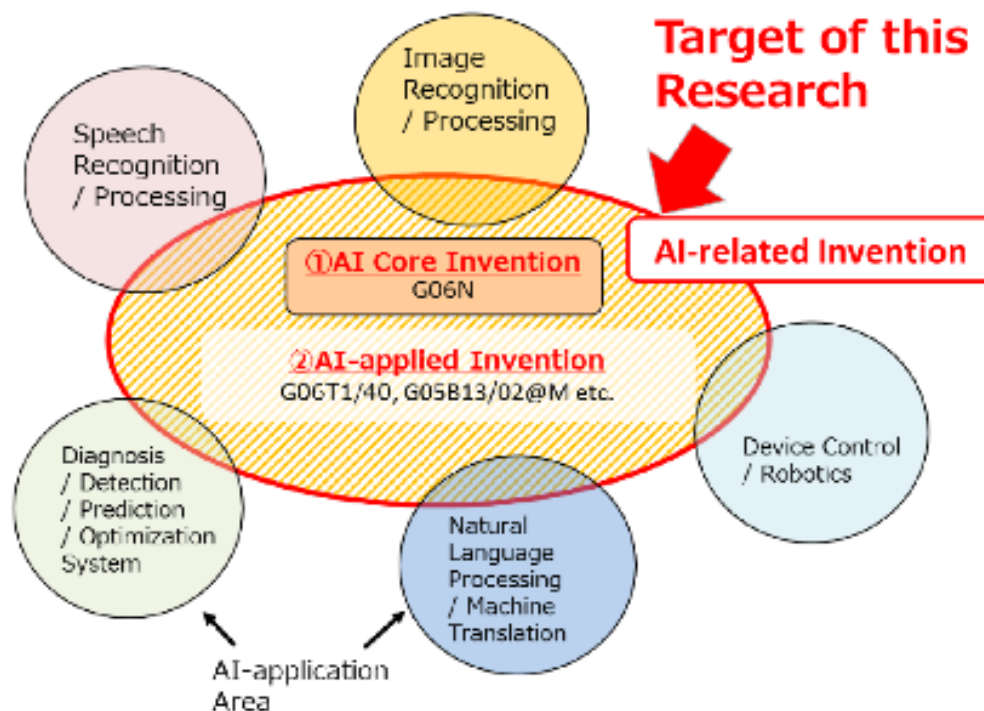 Target of this
Research
Image
Recognition
/ Processing
Speech
Recognition
/ Processing
AI-related Invention
①AI Core Invention
G06N
②AI-applied Invention
G06T1/40, G05B13/02@M etc.
Device Control
/ Robotics
Diagnosis
/ Detection
/ Prediction
/ Optimization
System
Natural
Language
Processing
/ Machine
Translation
AI-application
Area